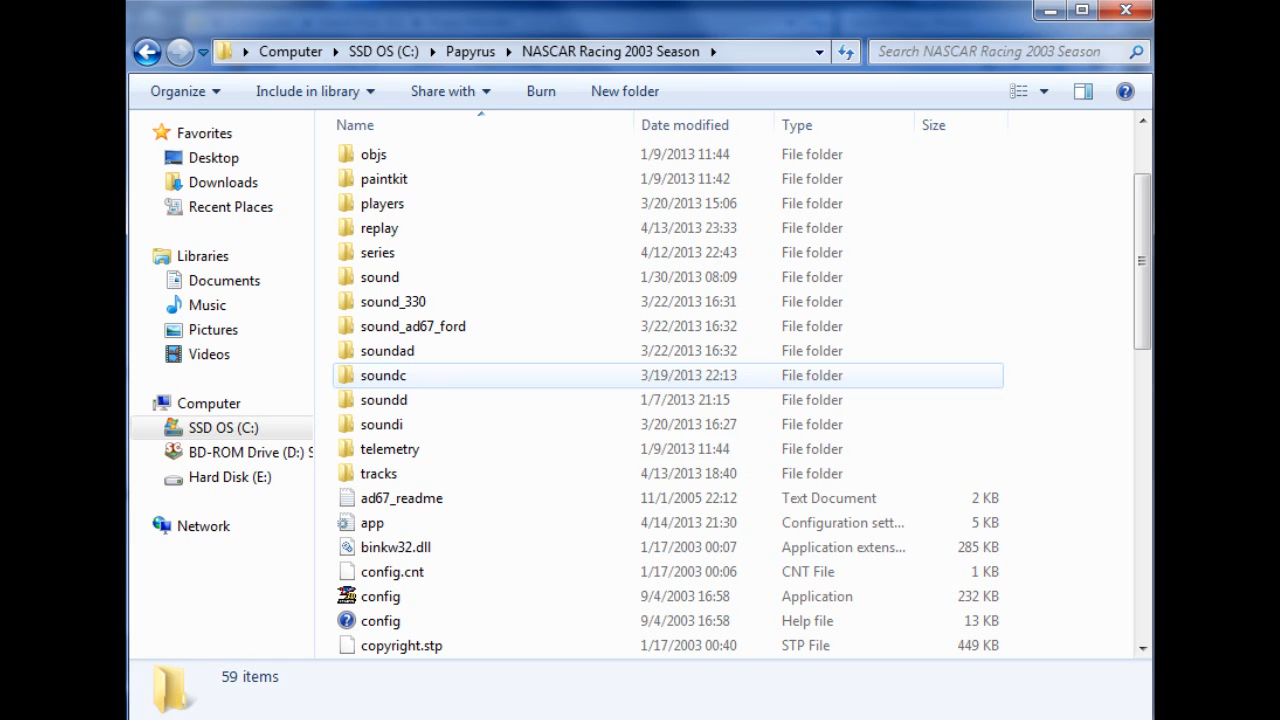 Computer SSD OS (C:) Papyrus NASCAR Racing 2003 Season Search NASCAR Racing 2003 Season
Organize Include in library Share with Burn New folder
Name Date modified Type Size
Favorites
Desktop
Downloads
Recent Places
Libraries
Documents
Music
Pictures
Videos
Computer
SSD OS (C:)
BD-ROM Drive (D:) S
Hard Disk (E:)
Network
objs 1/9/2013 11:44 File folder
paintkit 1/9/2013 11:42 File folder
players 3/20/2013 15:06 File folder
replay 4/13/2013 23:33 File folder
series 4/12/2013 22:43 File folder
sound 1/30/2013 08:09 File folder
sound_330 3/22/2013 16:31 File folder
sound_ad67_ford 3/22/2013 16:32 File folder
soundad 3/22/2013 16:32 File folder
soundc 3/19/2013 22:13 File folder
soundd 1/7/2013 21:15 File folder
soundi 3/20/2013 16:27 File folder
telemetry 1/9/2013 11:44 File folder
tracks 4/13/2013 18:40 File folder
ad67_readme 11/1/2005 22:12 Text Document 2 KB
app 4/14/2013 21:30 Configuration sett... 5 KB
binkw32.dll 1/17/2003 00:07 Application extens... 285 KB
config.cnt 1/17/2003 00:06 CNT File 1 KB
config 9/4/2003 16:58 Application 232 KB
config 9/4/2003 16:58 Help file 13 KB
copyright.stp 1/17/2003 00:40 STP File 449 KB
59 items